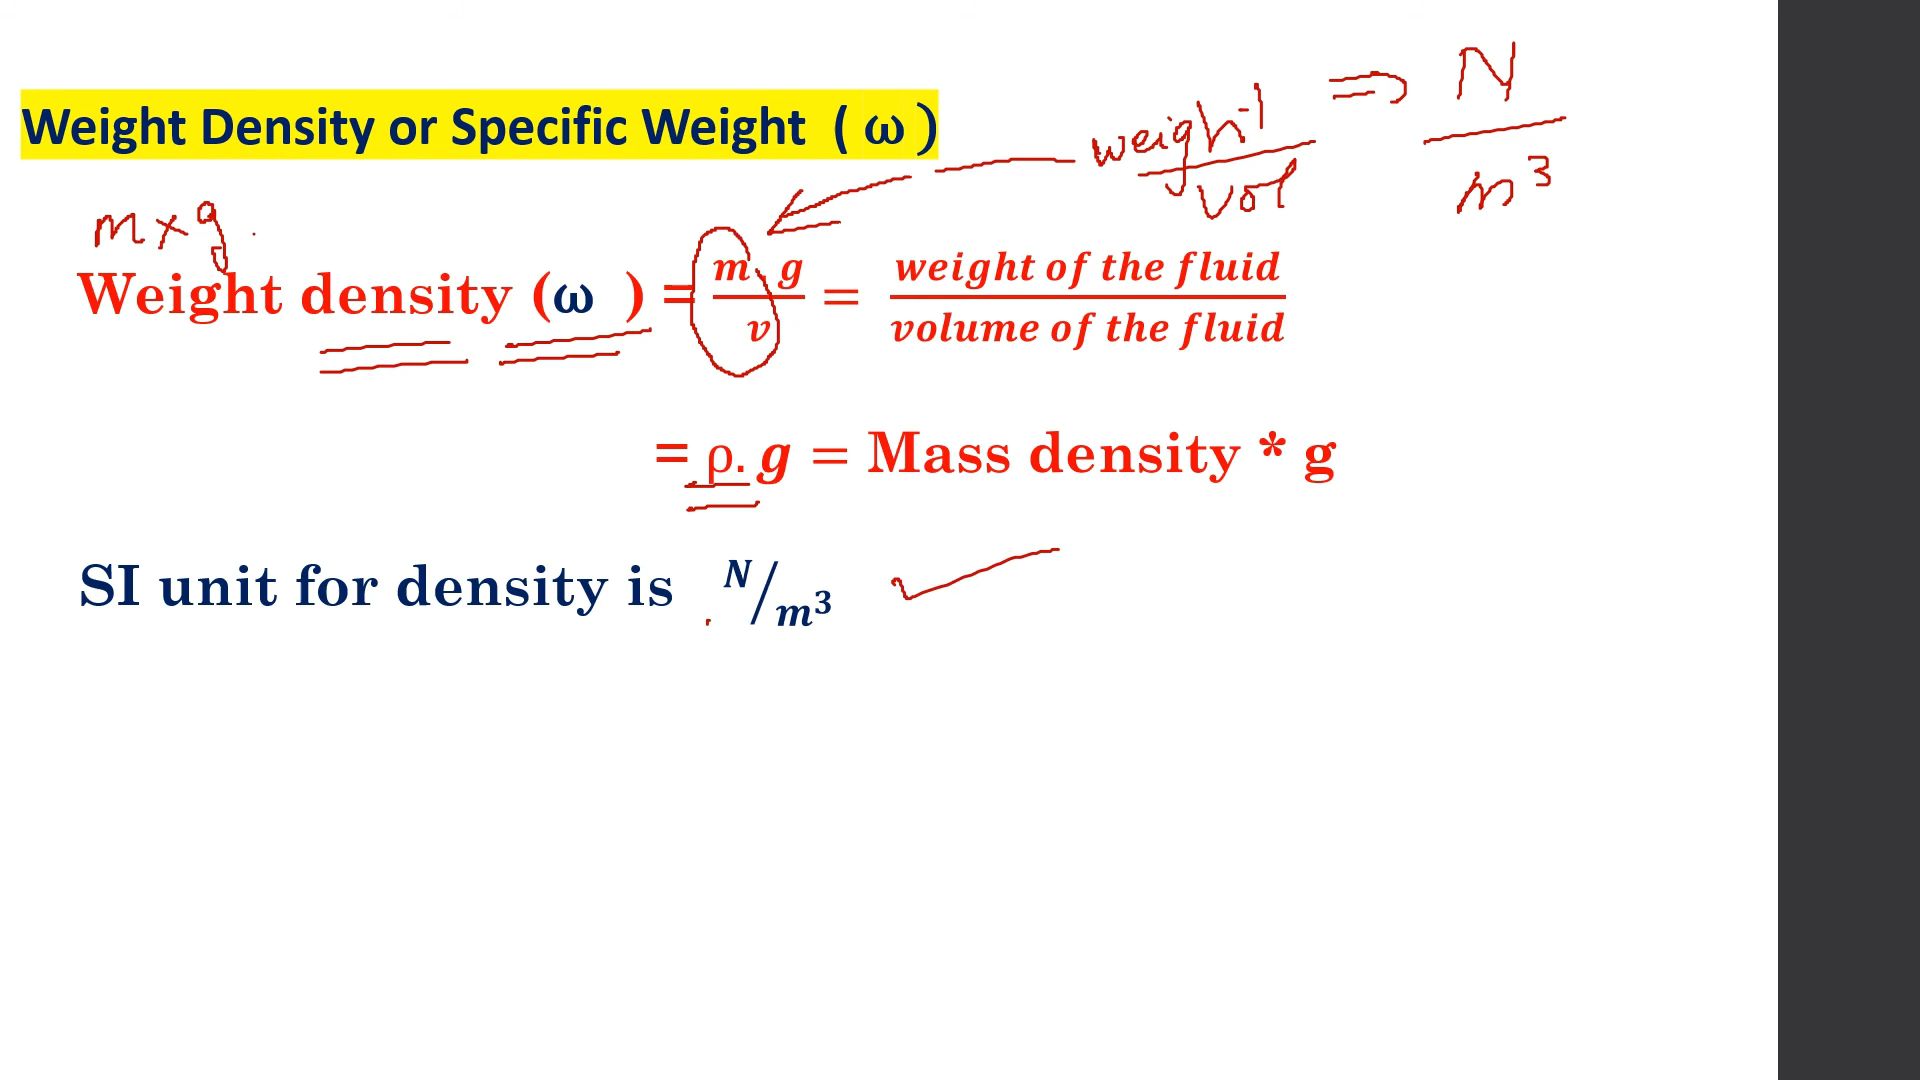 Weight Density or Specific Weight ( ω )
weight / vol ⇒ N / m³
m × g
Weight density (ω ) = m . g / v = weight of the fluid / volume of the fluid
= ρ. g = Mass density * g
SI unit for density is N/m³